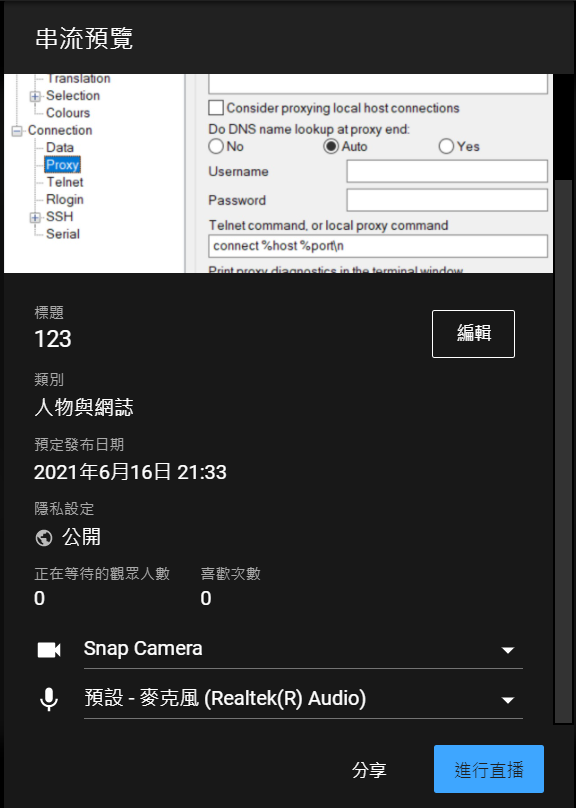 串流預覽
Translation
Selection
Colours
Connection
Data
Proxy
Telnet
Rlogin
SSH
Serial
Consider proxying local host connections
Do DNS name lookup at proxy end:
No Auto Yes
Username
Password
Telnet command, or local proxy command
connect %host %port\n
Print proxy diagnostics in the terminal window
標題
123
編輯
類別
人物與網誌
預定發布日期
2021年6月16日 21:33
隱私設定
公開
正在等待的觀眾人數 喜歡次數
0 0
Snap Camera
預設 - 麥克風 (Realtek(R) Audio)
分享 進行直播